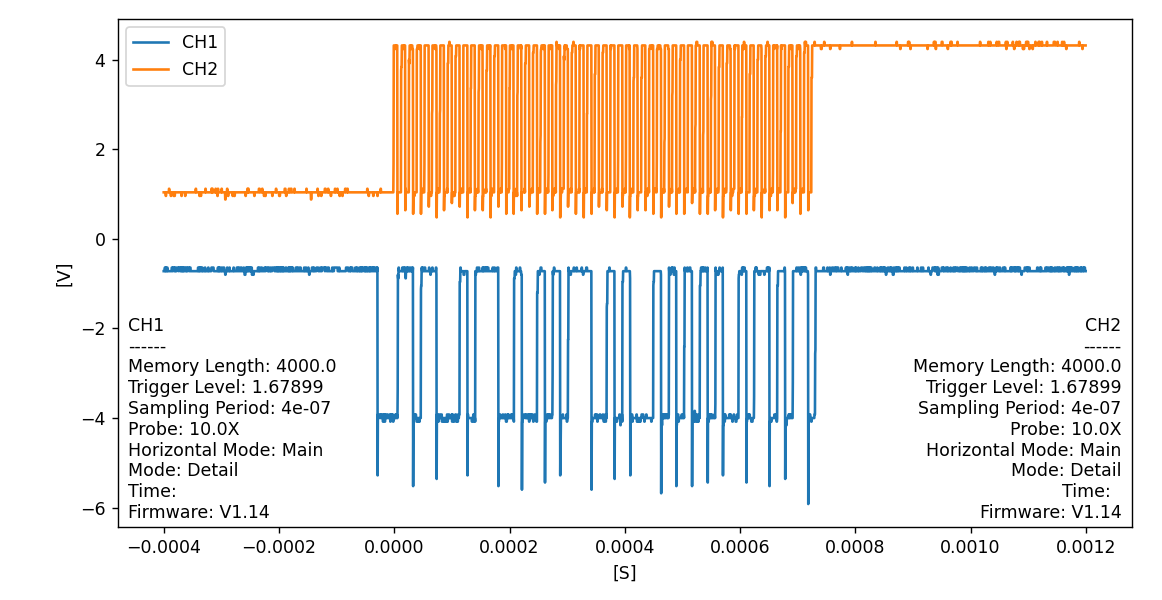 CH1
CH2
4
2
0
−2
−4
−6
[V]
CH1
------
Memory Length: 4000.0
Trigger Level: 1.67899
Sampling Period: 4e-07
Probe: 10.0X
Horizontal Mode: Main
Mode: Detail
Time:
Firmware: V1.14
CH2
------
Memory Length: 4000.0
Trigger Level: 1.67899
Sampling Period: 4e-07
Probe: 10.0X
Horizontal Mode: Main
Mode: Detail
Time:
Firmware: V1.14
−0.0004 −0.0002 0.0000 0.0002 0.0004 0.0006 0.0008 0.0010 0.0012
[S]